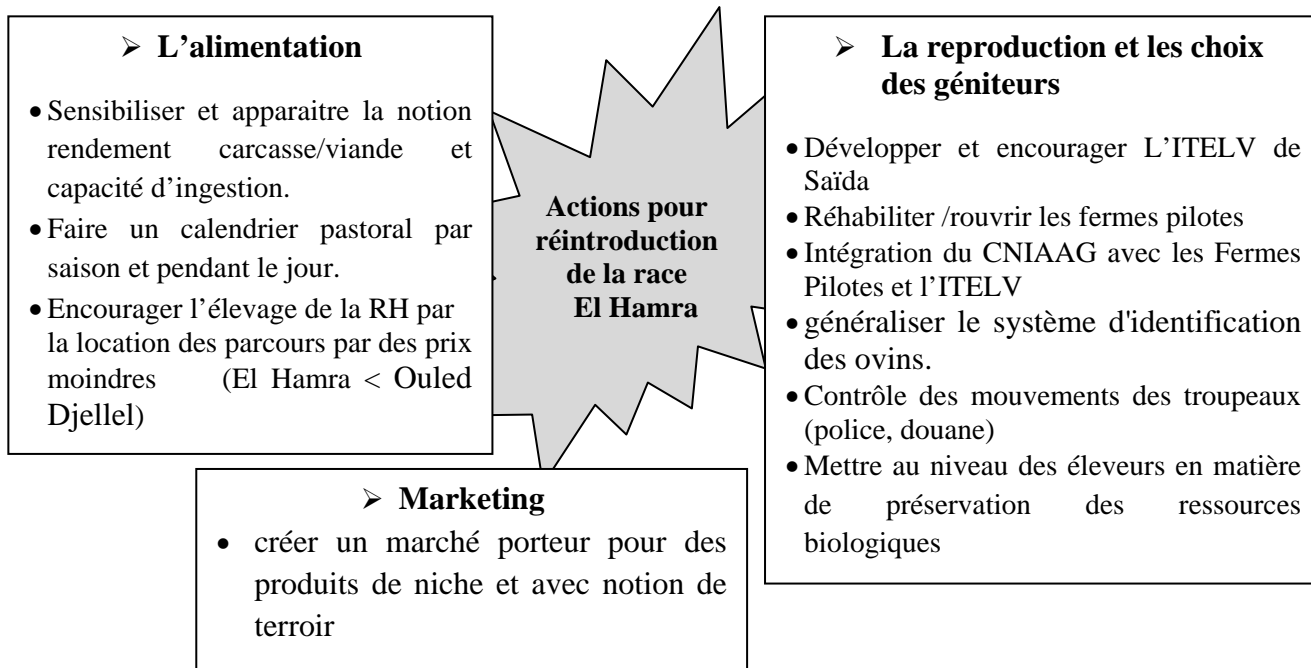 ➢ L'alimentation
• Sensibiliser et apparaitre la notion
rendement carcasse/viande et
capacité d'ingestion.
• Faire un calendrier pastoral par
saison et pendant le jour.
• Encourager l'élevage de la RH par
la location des parcours par des prix
moindres (El Hamra < Ouled
Djellel)
Actions pour
réintroduction
de la race
El Hamra
➢ La reproduction et les choix
des géniteurs
• Développer et encourager L'ITELV de
Saïda
• Réhabiliter /rouvrir les fermes pilotes
• Intégration du CNIAAG avec les Fermes
Pilotes et l'ITELV
• généraliser le système d'identification
des ovins.
• Contrôle des mouvements des troupeaux
(police, douane)
• Mettre au niveau des éleveurs en matière
de préservation des ressources
biologiques
➢ Marketing
• créer un marché porteur pour des
produits de niche et avec notion de
terroir